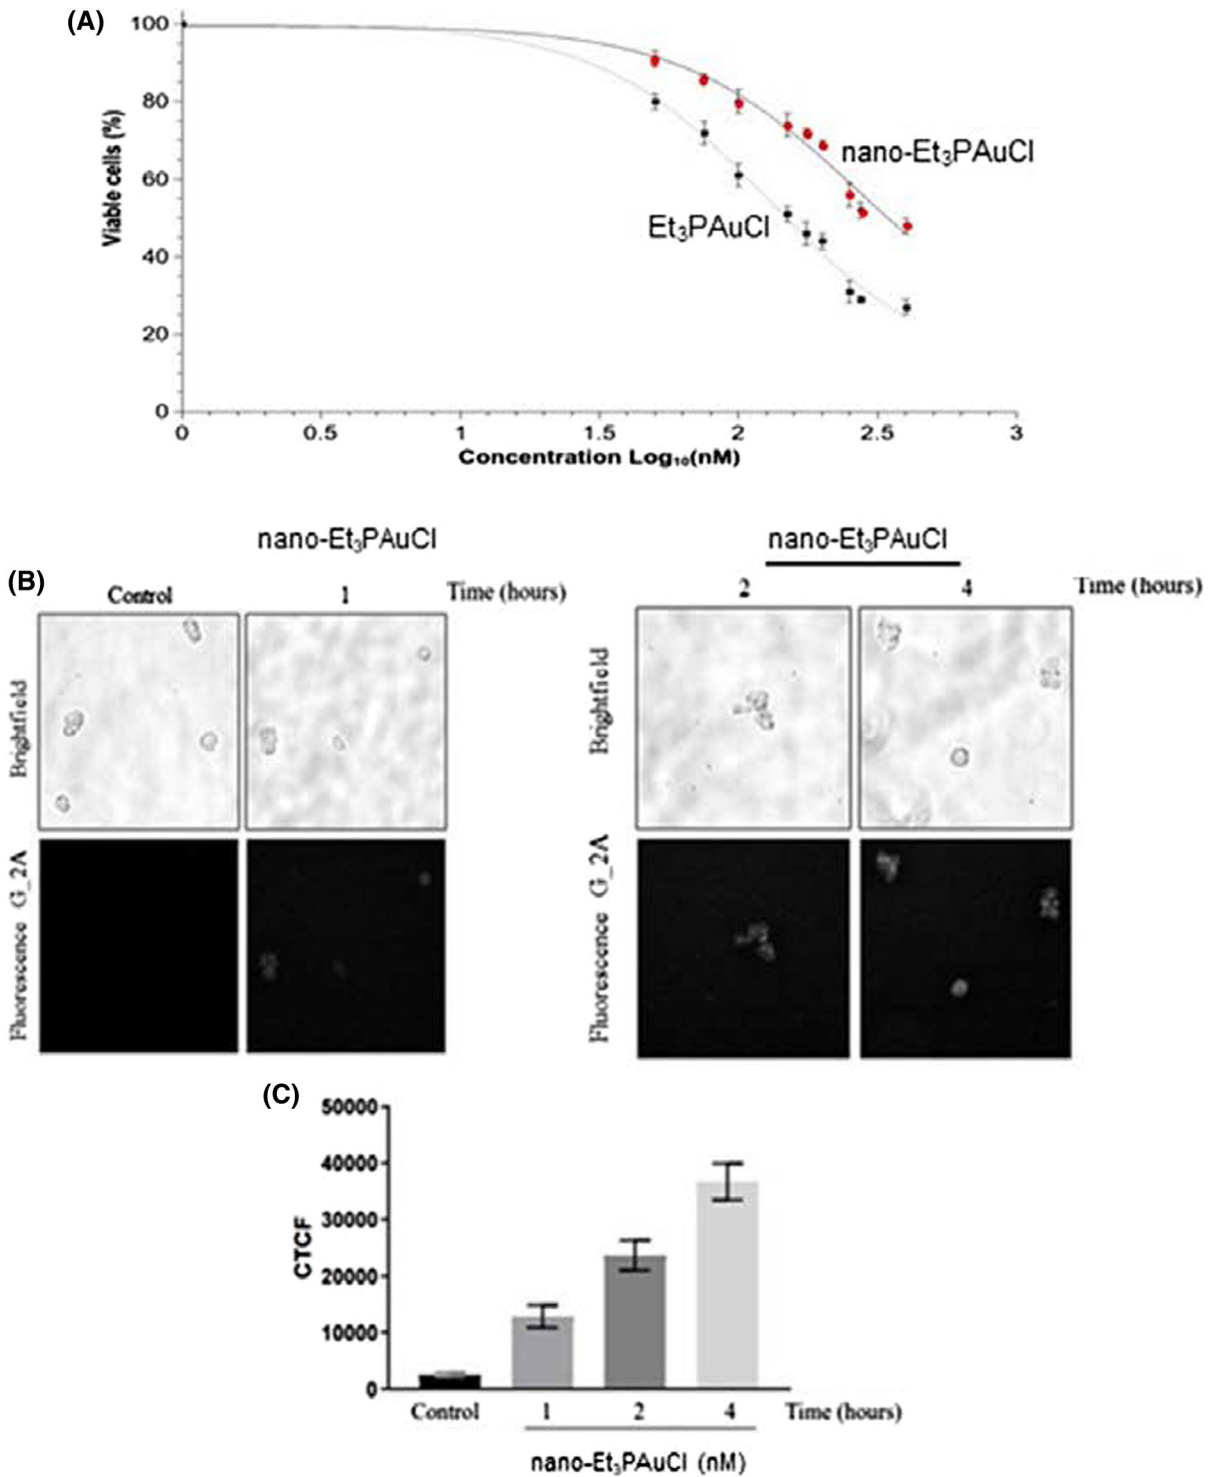 (A)
100
80
60
40
20
0
Viable cells (%)
nano-Et₃PAuCl
Et₃PAuCl
0 0.5 1 1.5 2 2.5 3
Concentration Log₁₀(nM)
(B)
nano-Et₃PAuCl
Control 1 Time (hours)
Brightfield
Fluorescence G_2A
nano-Et₃PAuCl
2 4 Time (hours)
Brightfield
Fluorescence G_2A
(C)
50000
40000
30000
20000
10000
0
CTCF
Control 1 2 4 Time (hours)
nano-Et₃PAuCl (nM)